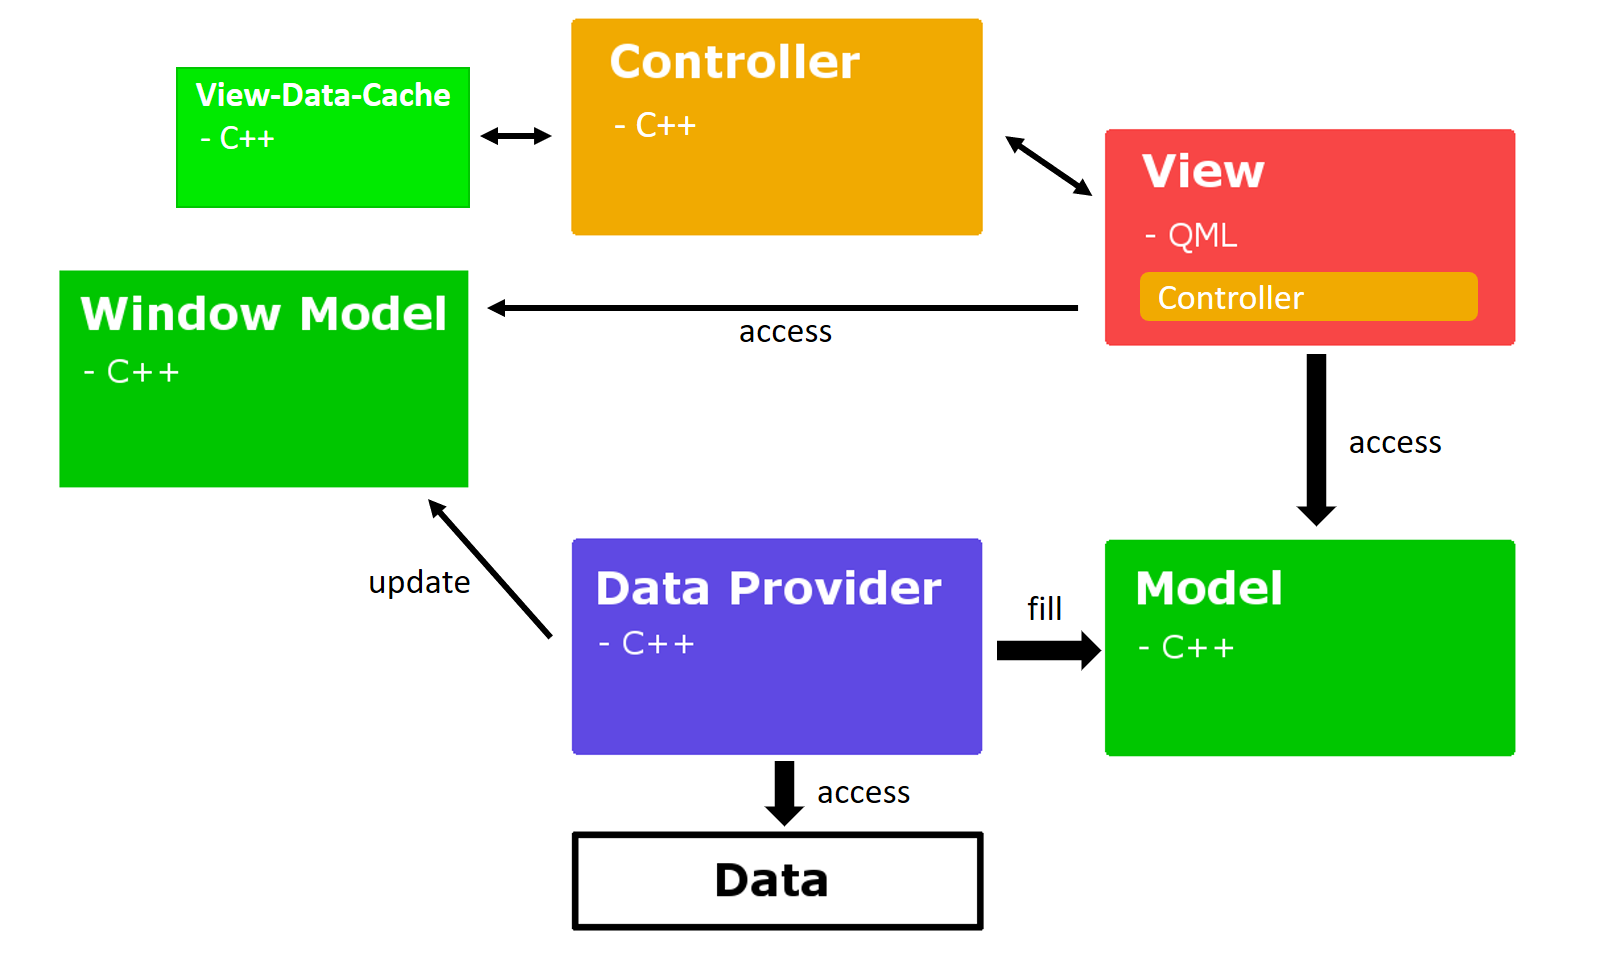 Controller
- C++
View-Data-Cache
- C++
View
- QML
Controller
Window Model
- C++
access
access
update
Data Provider
- C++
fill
Model
- C++
access
Data